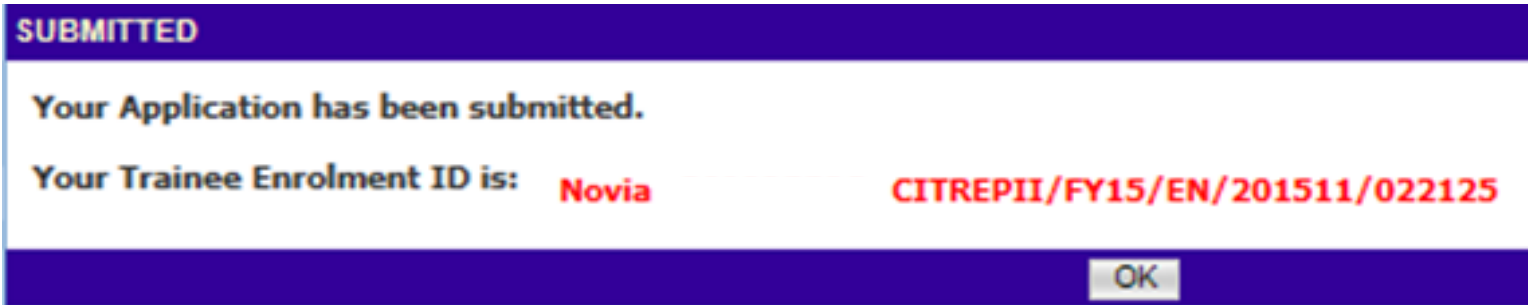 SUBMITTED
Your Application has been submitted.
Your Trainee Enrolment ID is: Novia CITREPII/FY15/EN/201511/022125
OK